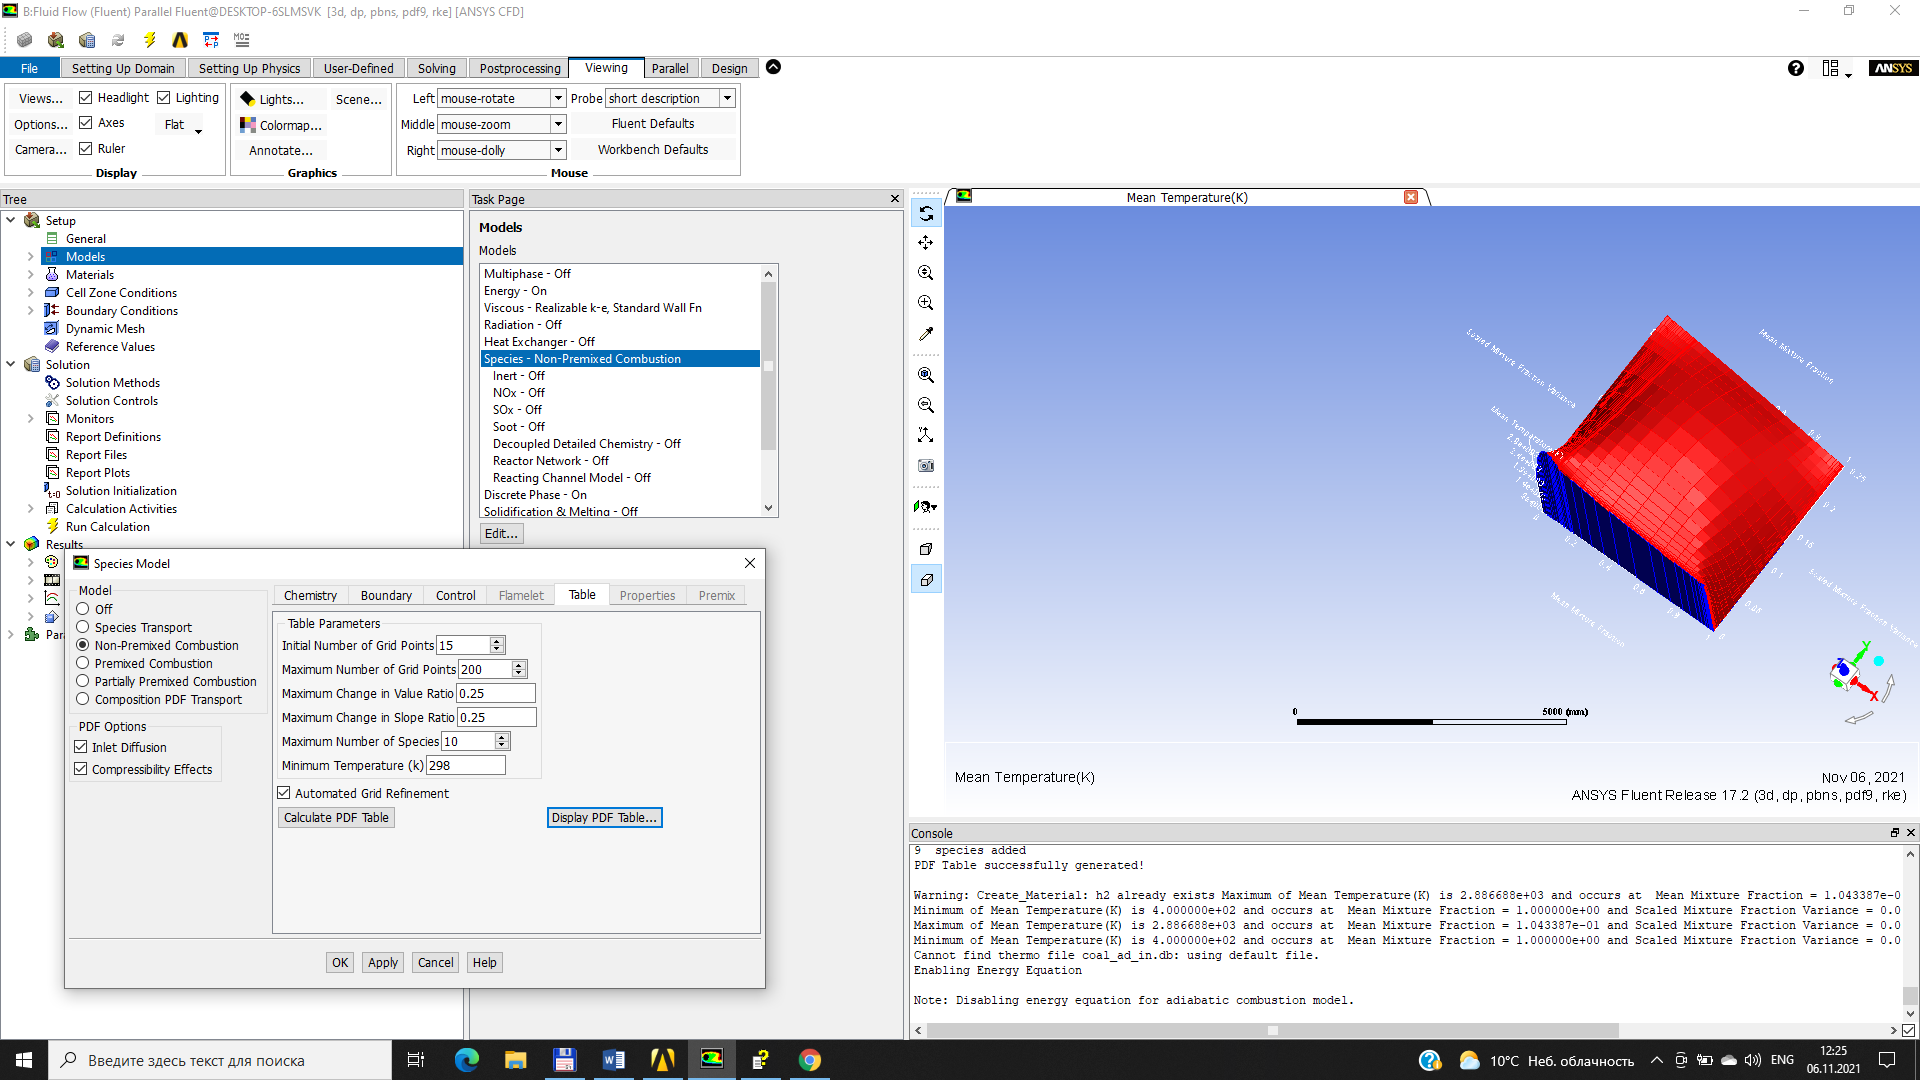 B:Fluid Flow (Fluent) Parallel Fluent@DESKTOP-6SLMSVK [3d, dp, pbns, pdf9, rke] [ANSYS CFD]
File Setting Up Domain Setting Up Physics User-Defined Solving Postprocessing Viewing Parallel Design ANSYS
Views... Headlight Lighting
Options... Axes Flat
Camera... Ruler
Display
Lights... Scene...
Colormap...
Annotate...
Graphics
Left mouse-rotate Probe short description
Middle mouse-zoom Fluent Defaults
Right mouse-dolly Workbench Defaults
Mouse
Tree
Setup
General
Models
Materials
Cell Zone Conditions
Boundary Conditions
Dynamic Mesh
Reference Values
Solution
Solution Methods
Solution Controls
Monitors
Report Definitions
Report Files
Report Plots
Solution Initialization
Calculation Activities
Run Calculation
Results
Task Page
Models
Models
Multiphase - Off
Energy - On
Viscous - Realizable k-e, Standard Wall Fn
Radiation - Off
Heat Exchanger - Off
Species - Non-Premixed Combustion
Inert - Off
NOx - Off
SOx - Off
Soot - Off
Decoupled Detailed Chemistry - Off
Reactor Network - Off
Reacting Channel Model - Off
Discrete Phase - On
Solidification & Melting - Off
Edit...
Species Model
Model
Off
Species Transport
Non-Premixed Combustion
Premixed Combustion
Partially Premixed Combustion
Composition PDF Transport
PDF Options
Inlet Diffusion
Compressibility Effects
Chemistry Boundary Control Flamelet Table Properties Premix
Table Parameters
Initial Number of Grid Points 15
Maximum Number of Grid Points 200
Maximum Change in Value Ratio 0.25
Maximum Change in Slope Ratio 0.25
Maximum Number of Species 10
Minimum Temperature (k) 298
Automated Grid Refinement
Calculate PDF Table Display PDF Table...
OK Apply Cancel Help
Mean Temperature(K)
Scaled Mixture Fraction Variance
Mean Mixture Fraction
Mean Mixture Fraction
Scaled Mixture Fraction Variance
0 5000 (mm)
Y
Z
X
Mean Temperature(K)
Nov 06, 2021
ANSYS Fluent Release 17.2 (3d, dp, pbns, pdf9, rke)
Console
9 species added
PDF Table successfully generated!
Warning: Create_Material: h2 already exists Maximum of Mean Temperature(K) is 2.886688e+03 and occurs at Mean Mixture Fraction = 1.043387e-0
Minimum of Mean Temperature(K) is 4.000000e+02 and occurs at Mean Mixture Fraction = 1.000000e+00 and Scaled Mixture Fraction Variance = 0.0
Maximum of Mean Temperature(K) is 2.886688e+03 and occurs at Mean Mixture Fraction = 1.043387e-01 and Scaled Mixture Fraction Variance = 0.0
Minimum of Mean Temperature(K) is 4.000000e+02 and occurs at Mean Mixture Fraction = 1.000000e+00 and Scaled Mixture Fraction Variance = 0.0
Cannot find thermo file coal_ad_in.db: using default file.
Enabling Energy Equation
Note: Disabling energy equation for adiabatic combustion model.
Введите здесь текст для поиска
10°C Неб. облачность ENG
12:25
06.11.2021